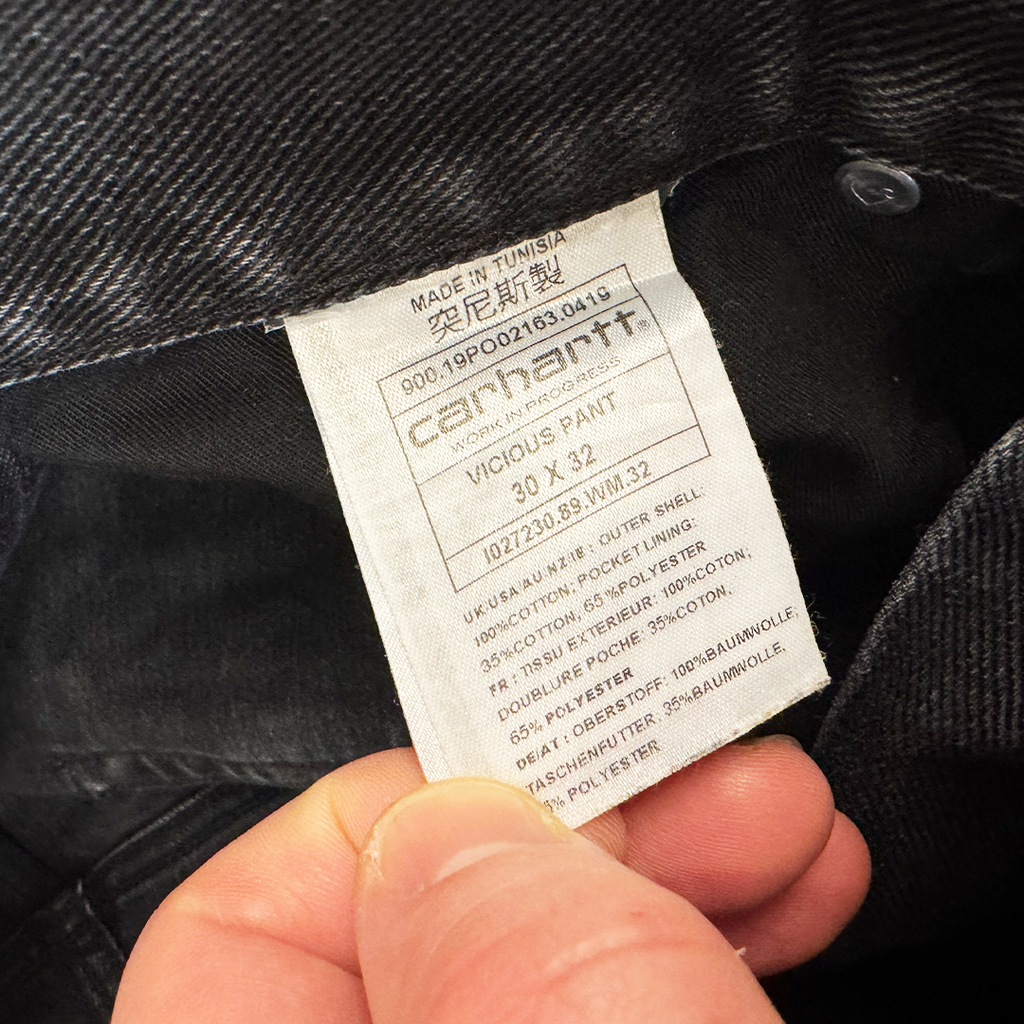 MADE IN TUNISIA
突尼斯製
900.19PO02163.0419
carhartt®
WORK IN PROGRESS
VICIOUS PANT
30 X 32
I027230.89.WM.32
UK/USA/AU/NZ/IE : OUTER SHELL:
100%COTTON; POCKET LINING:
35%COTTON, 65%POLYESTER
FR : TISSU EXTERIEUR: 100%COTON;
DOUBLURE POCHE: 35%COTON,
65% POLYESTER
DE/AT : OBERSTOFF: 100%BAUMWOLLE;
TASCHENFUTTER: 35%BAUMWOLLE,
5% POLYESTER